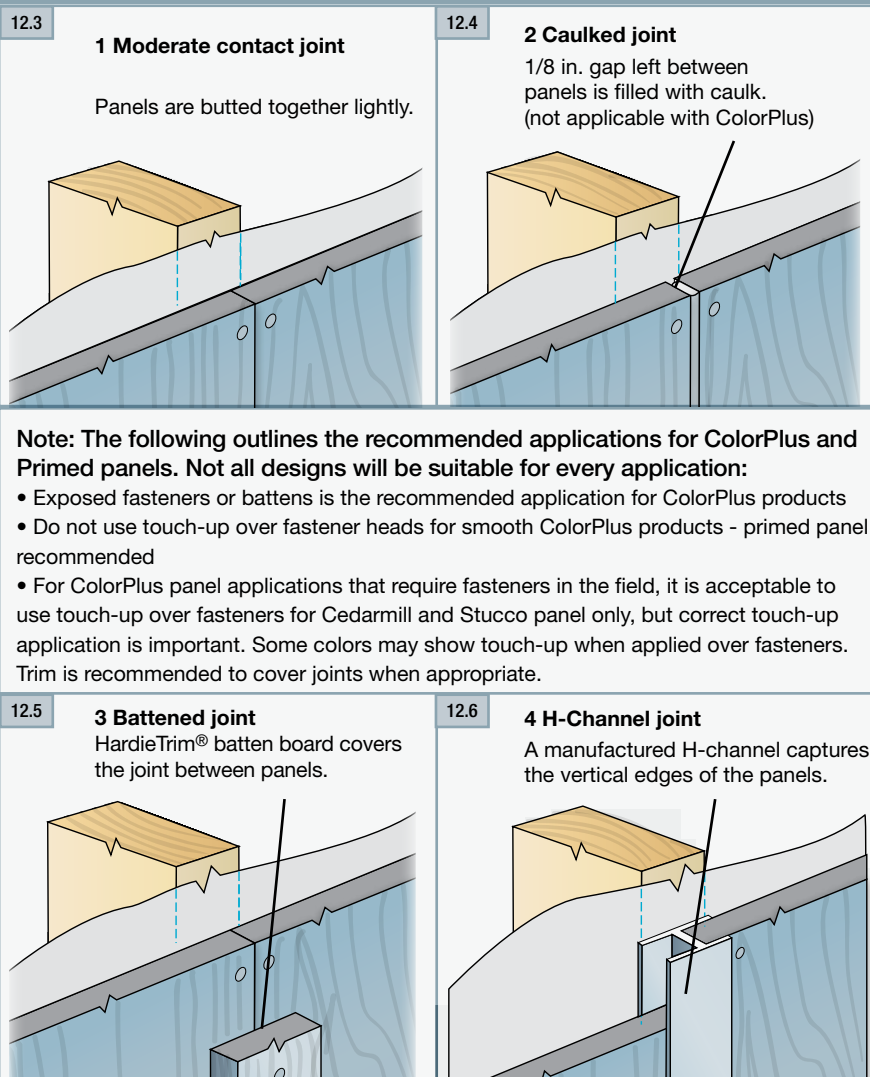 12.3
1 Moderate contact joint
Panels are butted together lightly.
12.4
2 Caulked joint
1/8 in. gap left between
panels is filled with caulk.
(not applicable with ColorPlus)
Note: The following outlines the recommended applications for ColorPlus and
Primed panels. Not all designs will be suitable for every application:
• Exposed fasteners or battens is the recommended application for ColorPlus products
• Do not use touch-up over fastener heads for smooth ColorPlus products - primed panel
recommended
• For ColorPlus panel applications that require fasteners in the field, it is acceptable to
use touch-up over fasteners for Cedarmill and Stucco panel only, but correct touch-up
application is important. Some colors may show touch-up when applied over fasteners.
Trim is recommended to cover joints when appropriate.
12.5
3 Battened joint
HardieTrim® batten board covers
the joint between panels.
12.6
4 H-Channel joint
A manufactured H-channel captures
the vertical edges of the panels.